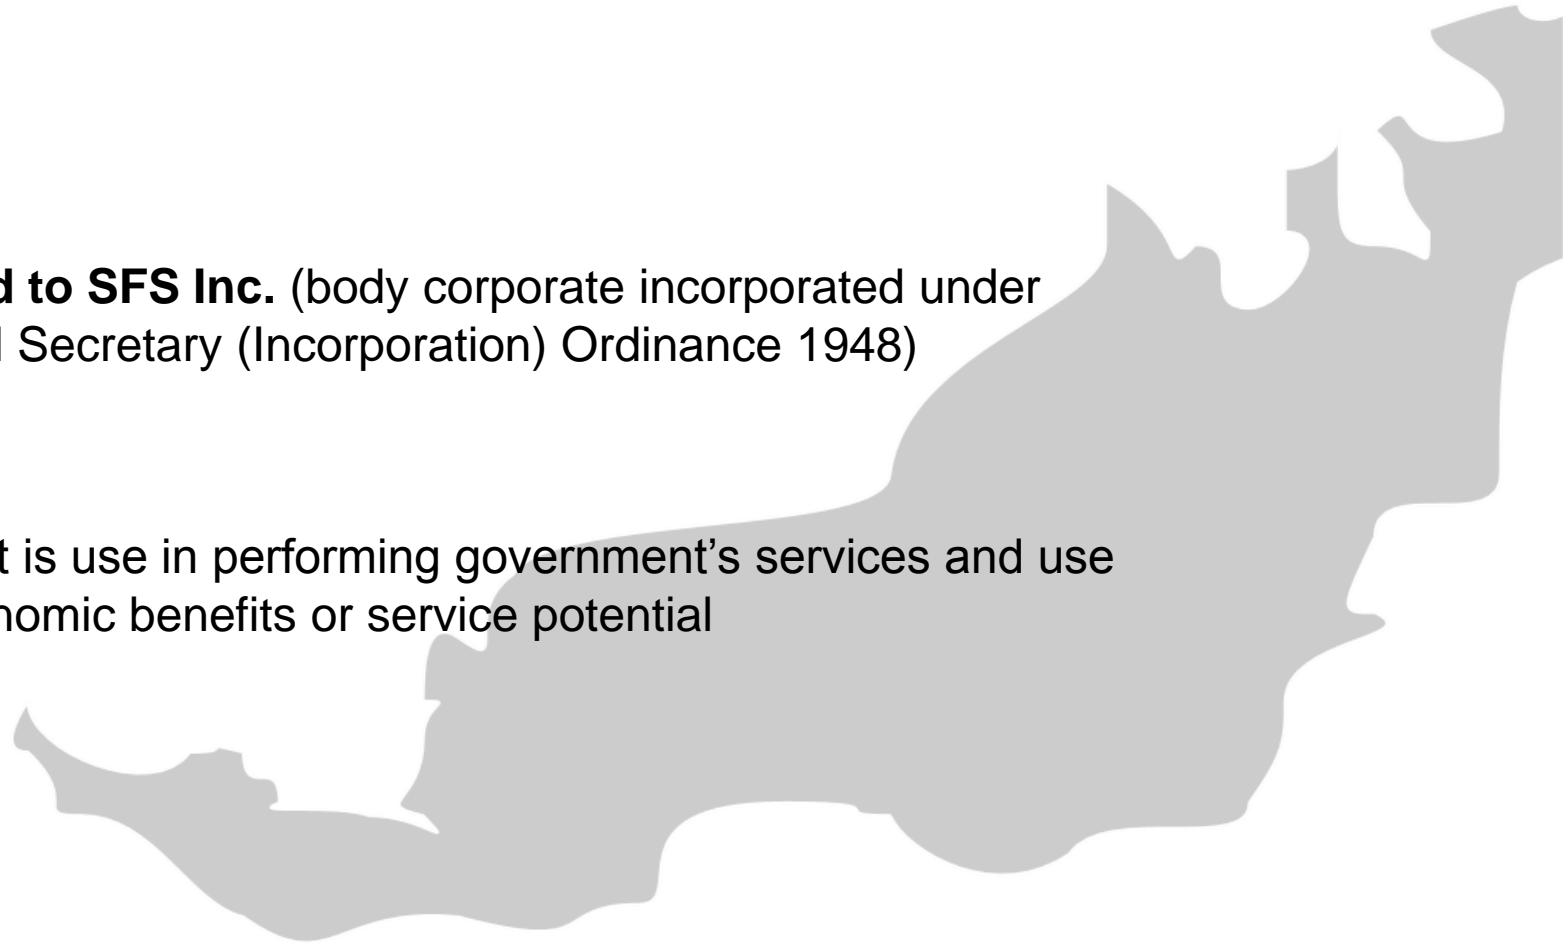 d to SFS Inc. (body corporate incorporated under
l Secretary (Incorporation) Ordinance 1948)
t is use in performing government’s services and use
nomic benefits or service potential